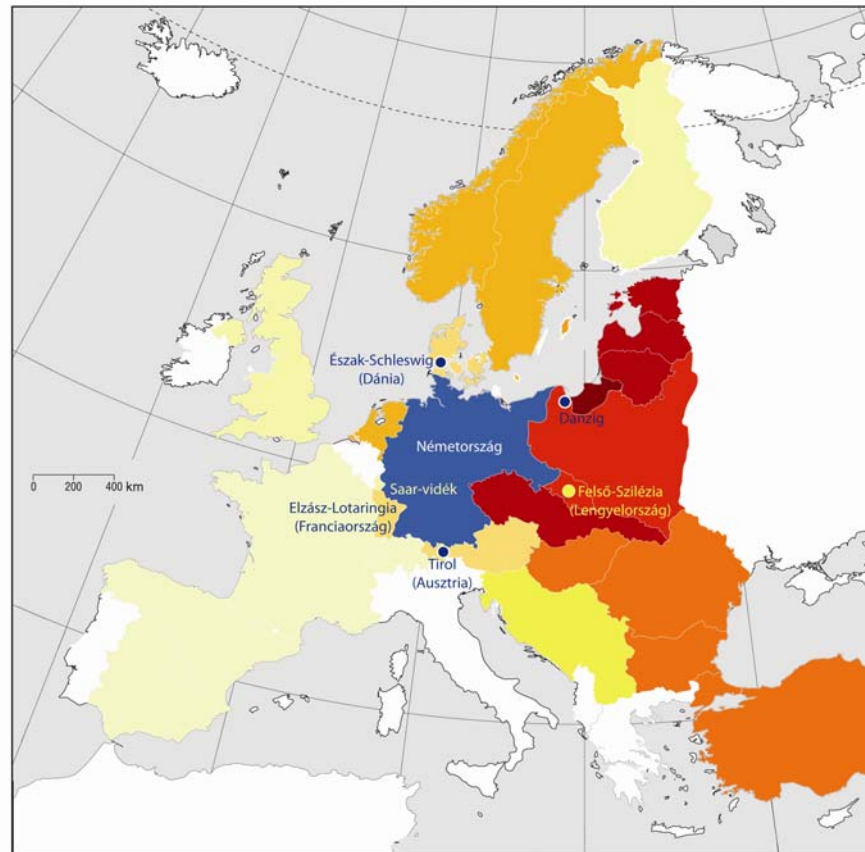 Észak-Schleswig
(Dánia)
Danzig
Németország
Saar-vidék
Felső-Szilézia
(Lengyelország)
Elzász-Lotaringia
(Franciaország)
Tirol
(Ausztria)
0 200 400 km